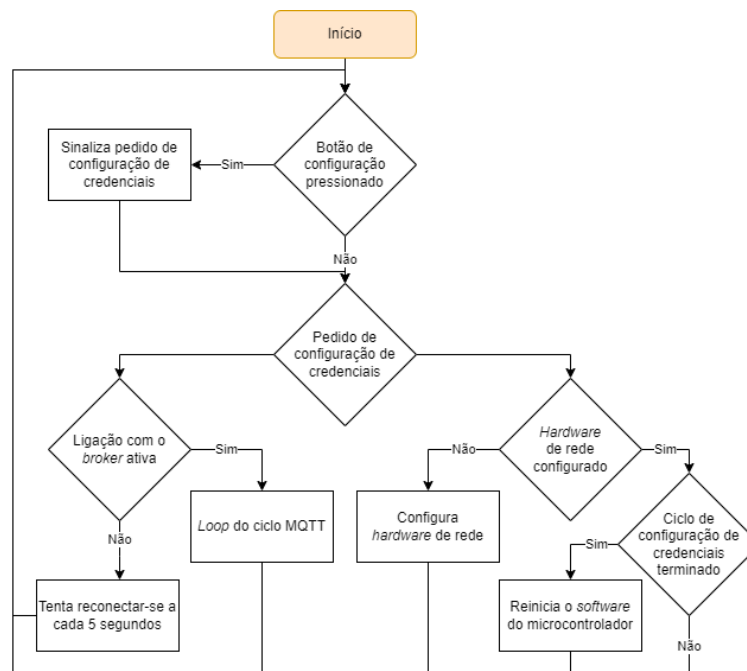 Início
Botão de
configuração
pressionado
Sim
Sinaliza pedido de
configuração de
credenciais
Não
Pedido de
configuração de
credenciais
Ligação com o
broker ativa
Sim
Não
Loop do ciclo MQTT
Tenta reconectar-se a
cada 5 segundos
Hardware
de rede
configurado
Não
Sim
Configura
hardware de rede
Ciclo de
configuração de
credenciais
terminado
Sim
Reinicia o software
do microcontrolador
Não